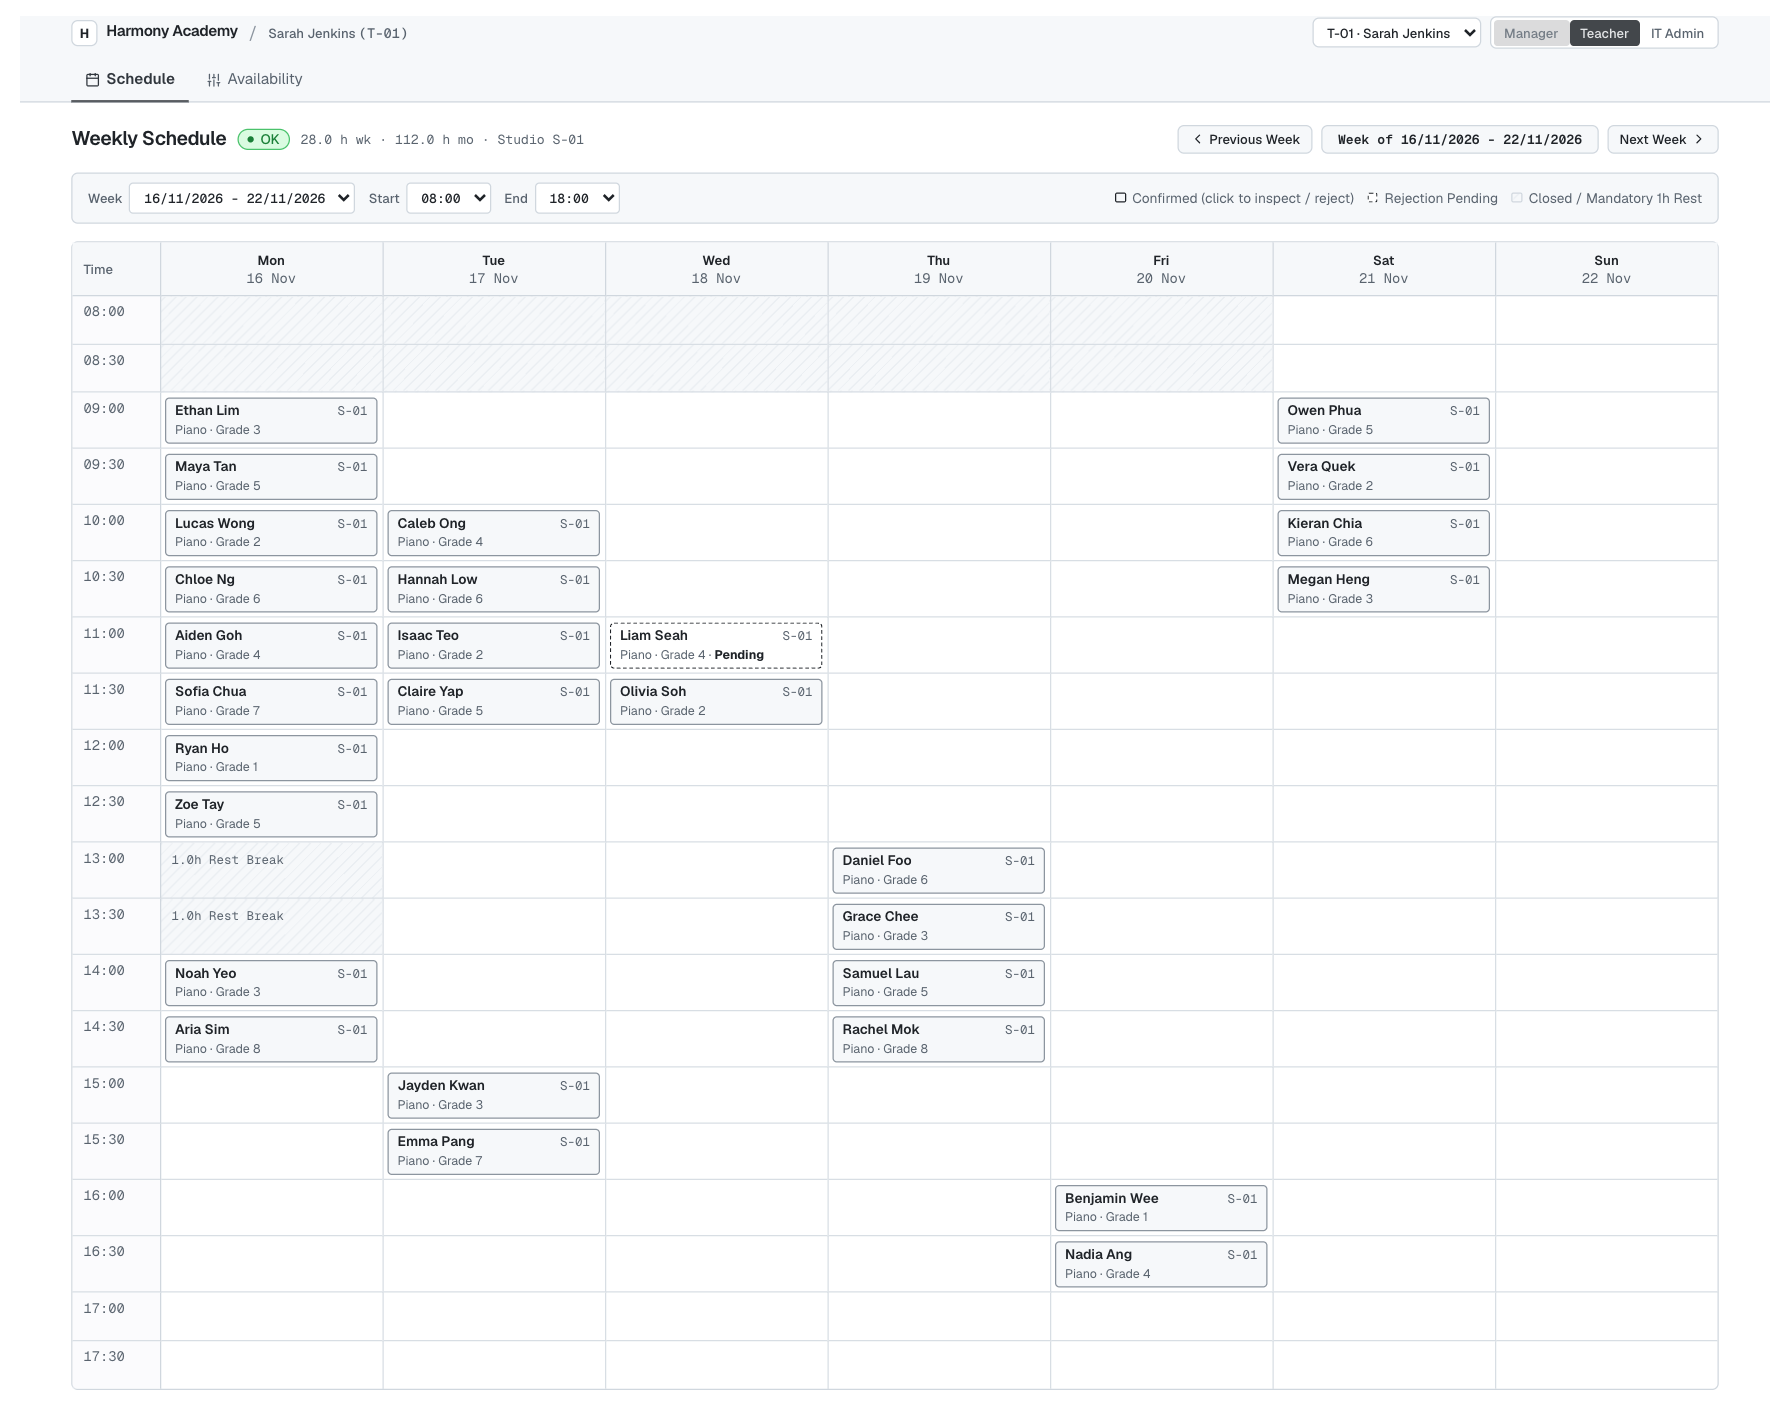 H Harmony Academy / Sarah Jenkins (T-01)
T-01 · Sarah Jenkins Manager Teacher IT Admin
Schedule Availability
Weekly Schedule OK 28.0 h wk · 112.0 h mo · Studio S-01
Previous Week Week of 16/11/2026 - 22/11/2026 Next Week
Week 16/11/2026 - 22/11/2026 Start 08:00 End 18:00
Confirmed (click to inspect / reject) Rejection Pending Closed / Mandatory 1h Rest
Time Mon Tue Wed Thu Fri Sat Sun
16 Nov 17 Nov 18 Nov 19 Nov 20 Nov 21 Nov 22 Nov
08:00
08:30
09:00 Ethan Lim S-01 Owen Phua S-01
Piano · Grade 3 Piano · Grade 5
09:30 Maya Tan S-01 Vera Quek S-01
Piano · Grade 5 Piano · Grade 2
10:00 Lucas Wong S-01 Caleb Ong S-01 Kieran Chia S-01
Piano · Grade 2 Piano · Grade 4 Piano · Grade 6
10:30 Chloe Ng S-01 Hannah Low S-01 Megan Heng S-01
Piano · Grade 6 Piano · Grade 6 Piano · Grade 3
11:00 Aiden Goh S-01 Isaac Teo S-01 Liam Seah S-01
Piano · Grade 4 Piano · Grade 2 Piano · Grade 4 · Pending
11:30 Sofia Chua S-01 Claire Yap S-01 Olivia Soh S-01
Piano · Grade 7 Piano · Grade 5 Piano · Grade 2
12:00 Ryan Ho S-01
Piano · Grade 1
12:30 Zoe Tay S-01
Piano · Grade 5
13:00 1.0h Rest Break Daniel Foo S-01
Piano · Grade 6
13:30 1.0h Rest Break Grace Chee S-01
Piano · Grade 3
14:00 Noah Yeo S-01 Samuel Lau S-01
Piano · Grade 3 Piano · Grade 5
14:30 Aria Sim S-01 Rachel Mok S-01
Piano · Grade 8 Piano · Grade 8
15:00 Jayden Kwan S-01
Piano · Grade 3
15:30 Emma Pang S-01
Piano · Grade 7
16:00 Benjamin Wee S-01
Piano · Grade 1
16:30 Nadia Ang S-01
Piano · Grade 4
17:00
17:30